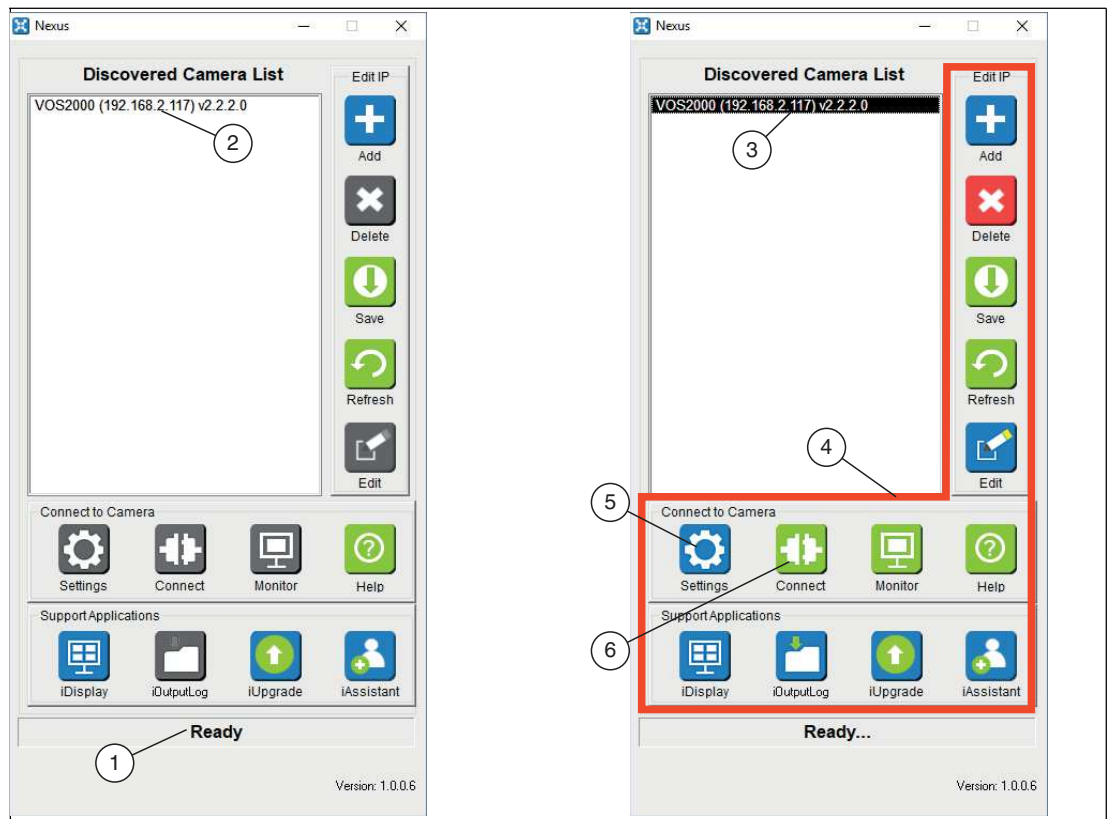 Nexus
Discovered Camera List
Edit IP
VOS2000 (192.168.2.117) v2.2.2.0
2
Add
Delete
Save
Refresh
Edit
Connect to Camera
Settings
Connect
Monitor
Help
Support Applications
iDisplay
iOutputLog
iUpgrade
iAssistant
Ready
1
Version: 1.0.0.6
Nexus
Discovered Camera List
Edit IP
VOS2000 (192.168.2.117) v2.2.2.0
3
Add
Delete
Save
Refresh
4
Edit
5
Connect to Camera
Settings
Connect
Monitor
Help
6
Support Applications
iDisplay
iOutputLog
iUpgrade
iAssistant
Ready...
Version: 1.0.0.6